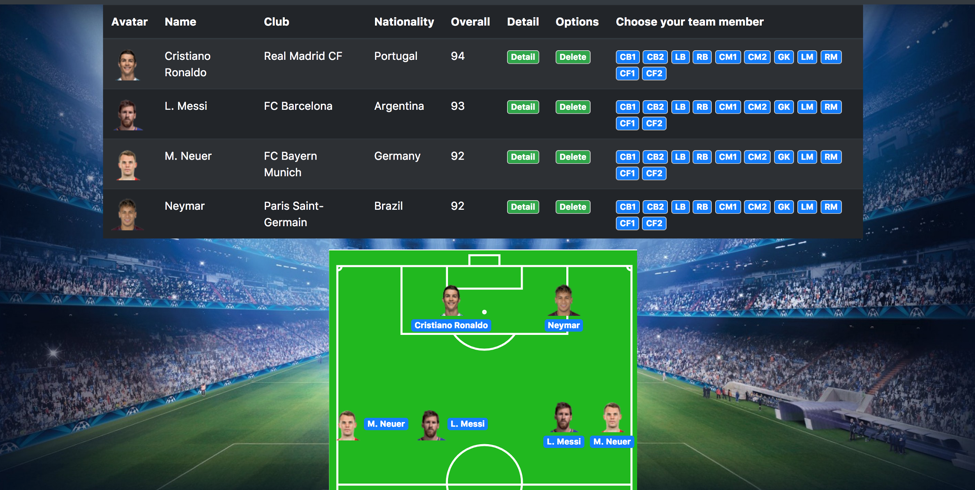 Avatar Name Club Nationality Overall Detail Options Choose your team member
Cristiano Real Madrid CF Portugal 94 Detail Delete CB1 CB2 LB RB CM1 CM2 GK LM RM
Ronaldo CF1 CF2
L. Messi FC Barcelona Argentina 93 Detail Delete CB1 CB2 LB RB CM1 CM2 GK LM RM
CF1 CF2
M. Neuer FC Bayern Germany 92 Detail Delete CB1 CB2 LB RB CM1 CM2 GK LM RM
Munich CF1 CF2
Neymar Paris Saint- Brazil 92 Detail Delete CB1 CB2 LB RB CM1 CM2 GK LM RM
Germain CF1 CF2
Cristiano Ronaldo Neymar
M. Neuer L. Messi
L. Messi M. Neuer